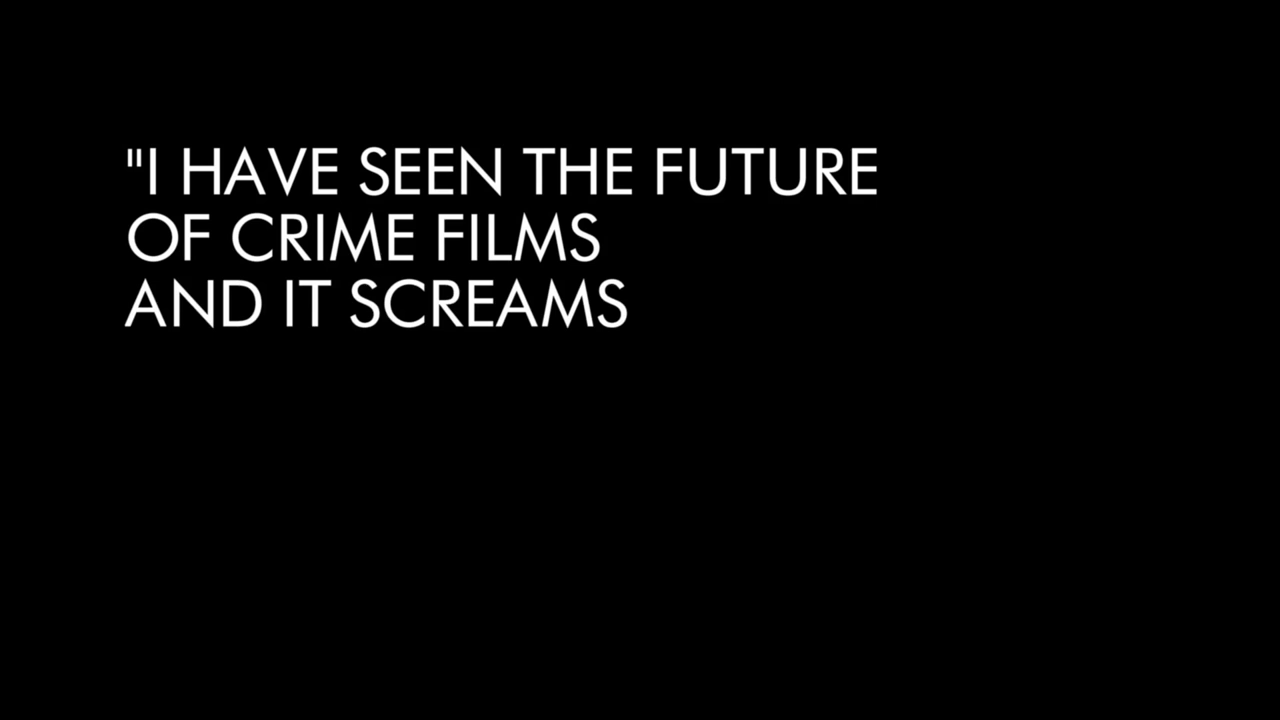 "I HAVE SEEN THE FUTURE
OF CRIME FILMS
AND IT SCREAMS